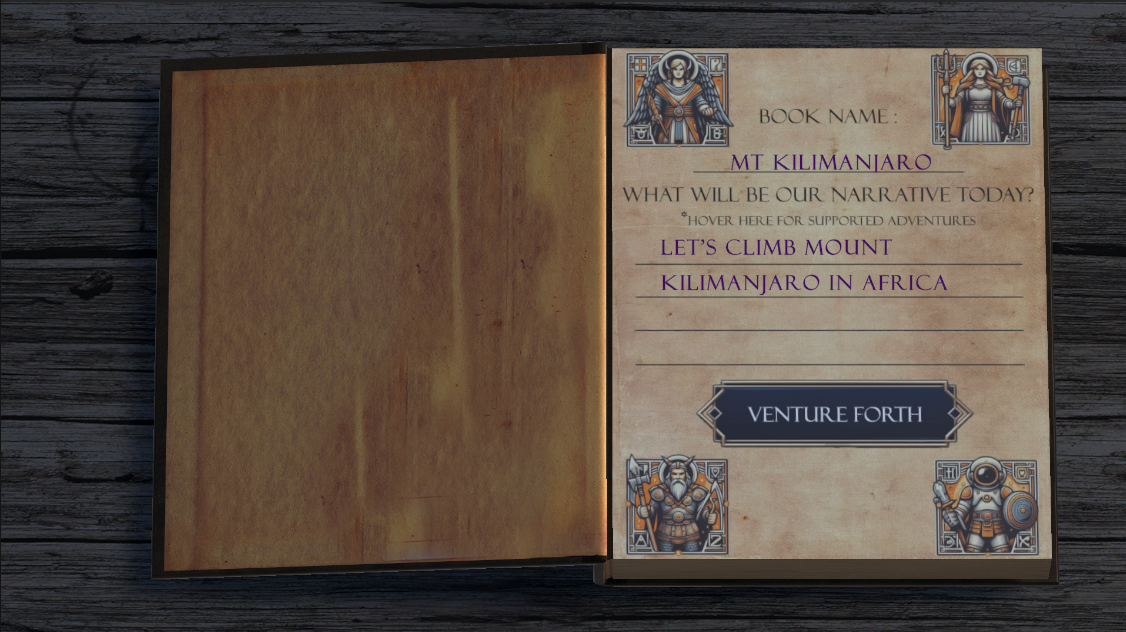 BOOK NAME :
MT KILIMANJARO
WHAT WILL BE OUR NARRATIVE TODAY?
*HOVER HERE FOR SUPPORTED ADVENTURES
LET'S CLIMB MOUNT
KILIMANJARO IN AFRICA
VENTURE FORTH